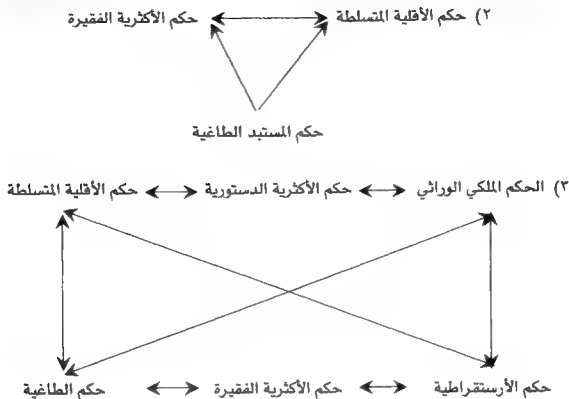 ٢) حكم الأقلية المتسلطة حكم الأكثرية الفقيرة
حكم المستبد الطاغية
٣) الحكم الملكي الوراثي حكم الأكثرية الدستورية حكم الأقلية المتسلطة
حكم الأرستقراطية حكم الأكثرية الفقيرة حكم الطاغية